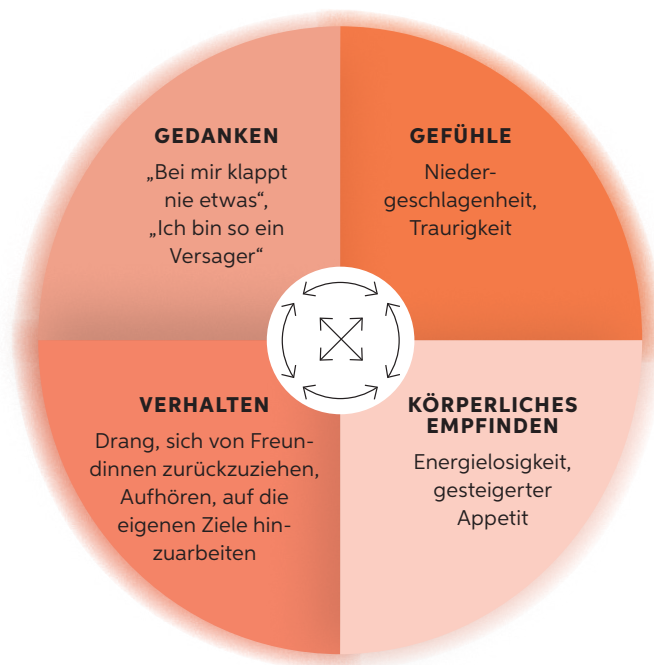 GEDANKEN
„Bei mir klappt
nie etwas“,
„Ich bin so ein
Versager“
GEFÜHLE
Nieder-
geschlagenheit,
Traurigkeit
VERHALTEN
Drang, sich von Freun-
dinnen zurückzuziehen,
Aufhören, auf die
eigenen Ziele hin-
zuarbeiten
KÖRPERLICHES
EMPFINDEN
Energielosigkeit,
gesteigerter
Appetit